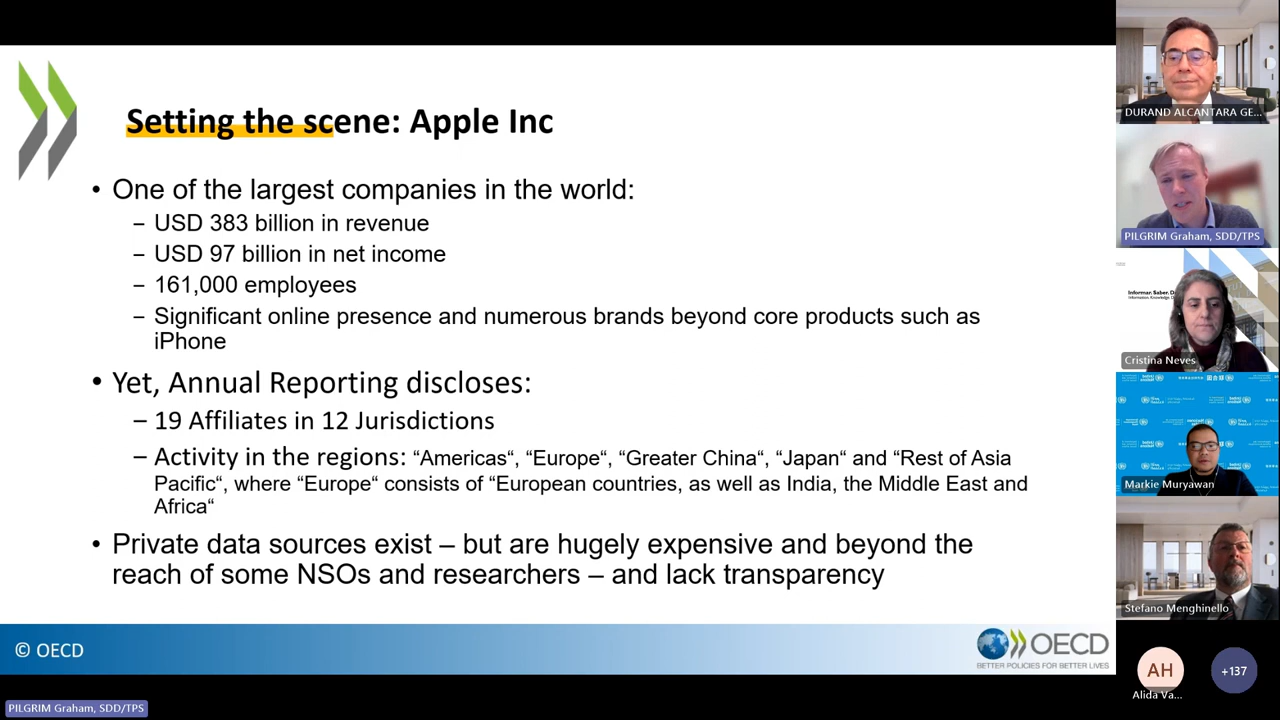 Setting the scene: Apple Inc
• One of the largest companies in the world:
– USD 383 billion in revenue
– USD 97 billion in net income
– 161,000 employees
– Significant online presence and numerous brands beyond core products such as
iPhone
• Yet, Annual Reporting discloses:
– 19 Affiliates in 12 Jurisdictions
– Activity in the regions: “Americas“, “Europe“, “Greater China“, “Japan“ and “Rest of Asia
Pacific“, where “Europe“ consists of “European countries, as well as India, the Middle East and
Africa“
• Private data sources exist – but are hugely expensive and beyond the
reach of some NSOs and researchers – and lack transparency
© OECD
OECD
BETTER POLICIES FOR BETTER LIVES
PILGRIM Graham, SDD/TPS
DURAND ALCANTARA GE...
PILGRIM Graham, SDD/TPS
Informar. Saber.
Cristina Neves
Markie Muryawan
Stefano Menghinello
AH
Alida Va...
+137